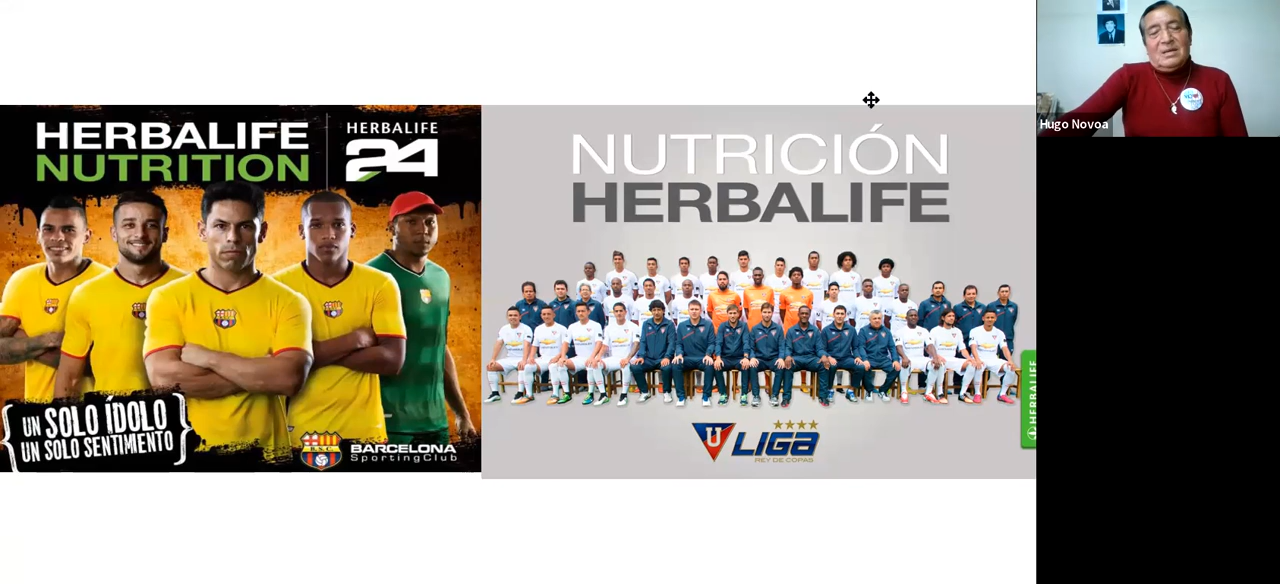 HERBALIFE
NUTRITION
HERBALIFE
24
UN SOLO ÍDOLO
UN SOLO SENTIMIENTO
B.S.C.
BARCELONA
SportingClub
NUTRICIÓN
HERBALIFE
U LIGA
REY DE COPAS
HERBALIFE
Hugo Novoa